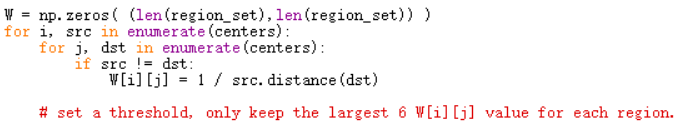 W = np.zeros( (len(region_set),len(region_set)) )
for i, src in enumerate(centers):
    for j, dst in enumerate(centers):
        if src != dst:
            W[i][j] = 1 / src.distance(dst)
    # set a threshold, only keep the largest 6 W[i][j] value for each region.